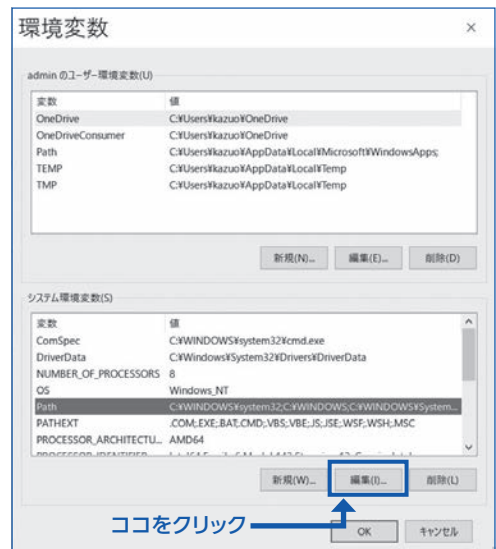 環境変数 ×
admin のユーザー環境変数(U)
変数 値
OneDrive C:¥Users¥kazuo¥OneDrive
OneDriveConsumer C:¥Users¥kazuo¥OneDrive
Path C:¥Users¥kazuo¥AppData¥Local¥Microsoft¥WindowsApps;
TEMP C:¥Users¥kazuo¥AppData¥Local¥Temp
TMP C:¥Users¥kazuo¥AppData¥Local¥Temp
新規(N)... 編集(E)... 削除(D)
システム環境変数(S)
変数 値
ComSpec C:¥WINDOWS¥system32¥cmd.exe
DriverData C:¥Windows¥System32¥Drivers¥DriverData
NUMBER_OF_PROCESSORS 8
OS Windows_NT
Path C:¥WINDOWS¥system32;C:¥WINDOWS;C:¥WINDOWS¥System...
PATHEXT .COM;.EXE;.BAT;.CMD;.VBS;.VBE;.JS;.JSE;.WSF;.WSH;.MSC
PROCESSOR_ARCHITECTU... AMD64
新規(W)... 編集(I)... 削除(L)
ココをクリック
OK キャンセル